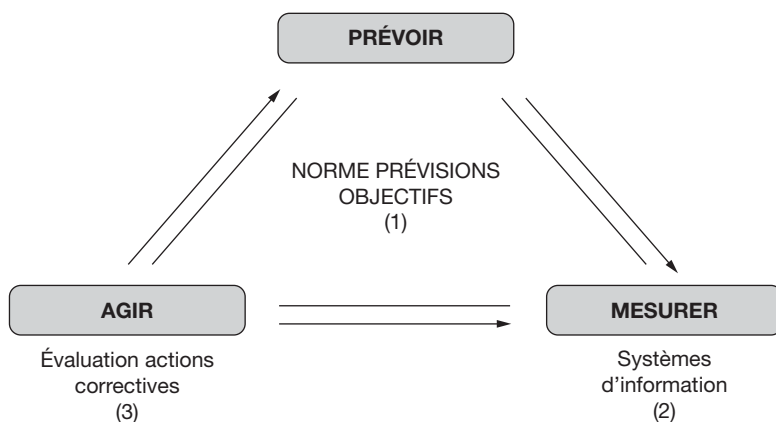 PRÉVOIR
NORME PRÉVISIONS
OBJECTIFS
(1)
AGIR
Évaluation actions
correctives
(3)
MESURER
Systèmes
d’information
(2)